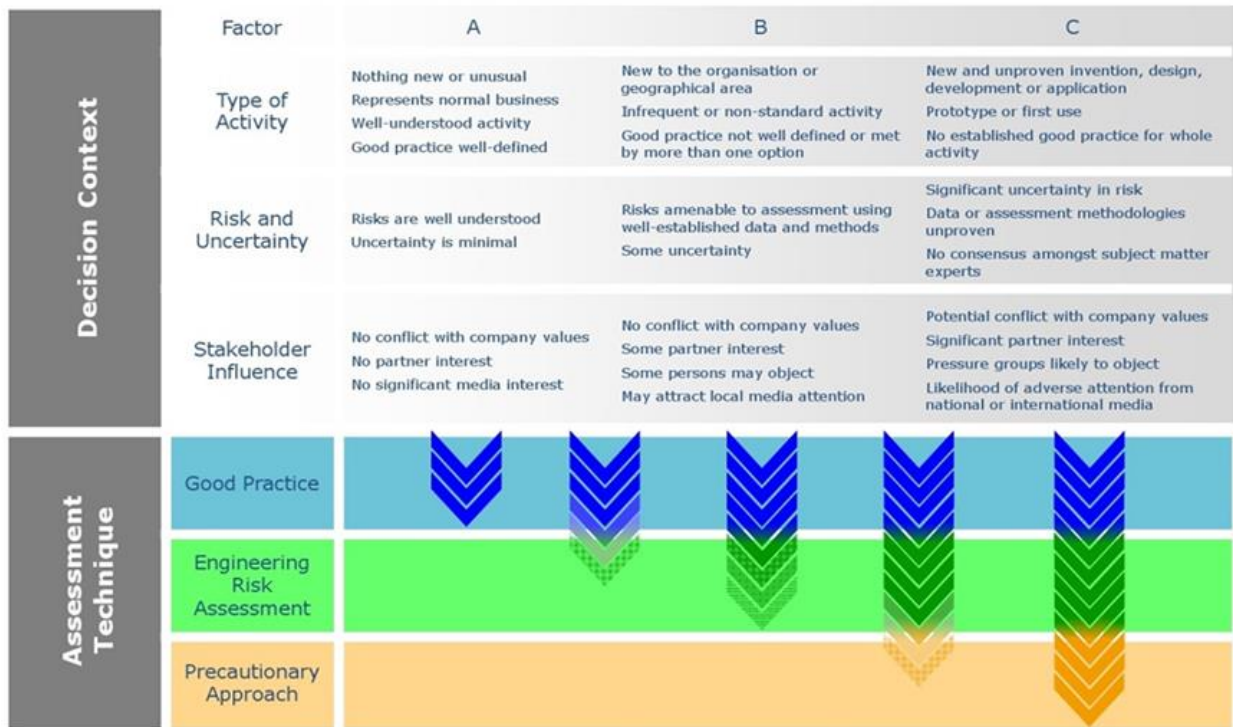 Factor
A
B
C
Decision Context
Type of
Activity
Nothing new or unusual
Represents normal business
Well-understood activity
Good practice well-defined
New to the organisation or
geographical area
Infrequent or non-standard activity
Good practice not well defined or met
by more than one option
New and unproven invention, design,
development or application
Prototype or first use
No established good practice for whole
activity
Risk and
Uncertainty
Risks are well understood
Uncertainty is minimal
Risks amenable to assessment using
well-established data and methods
Some uncertainty
Significant uncertainty in risk
Data or assessment methodologies
unproven
No consensus amongst subject matter
experts
Stakeholder
Influence
No conflict with company values
No partner interest
No significant media interest
No conflict with company values
Some partner interest
Some persons may object
May attract local media attention
Potential conflict with company values
Significant partner interest
Pressure groups likely to object
Likelihood of adverse attention from
national or international media
Assessment
Technique
Good Practice
Engineering
Risk
Assessment
Precautionary
Approach